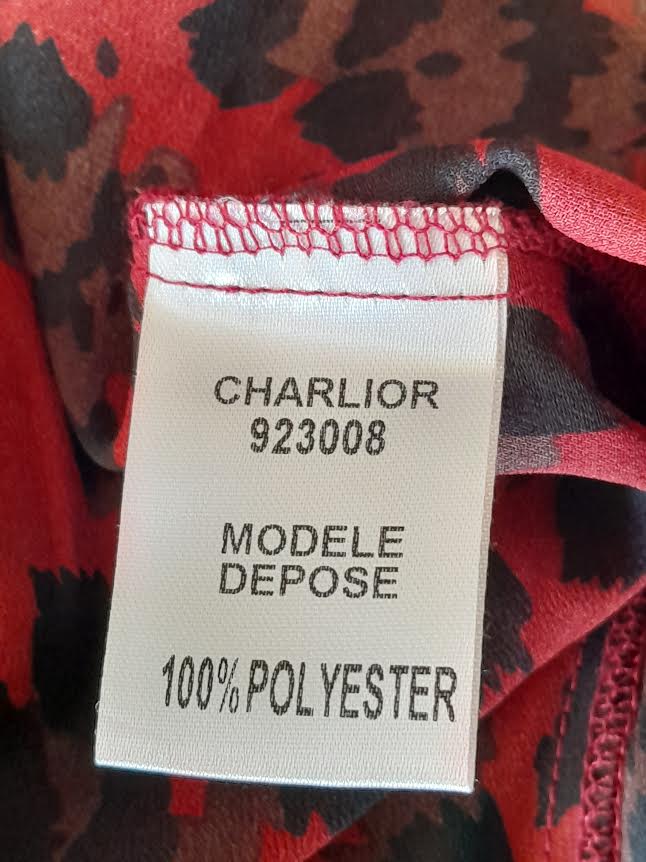 CHARLIOR
923008
MODELE
DEPOSE
100% POLYESTER